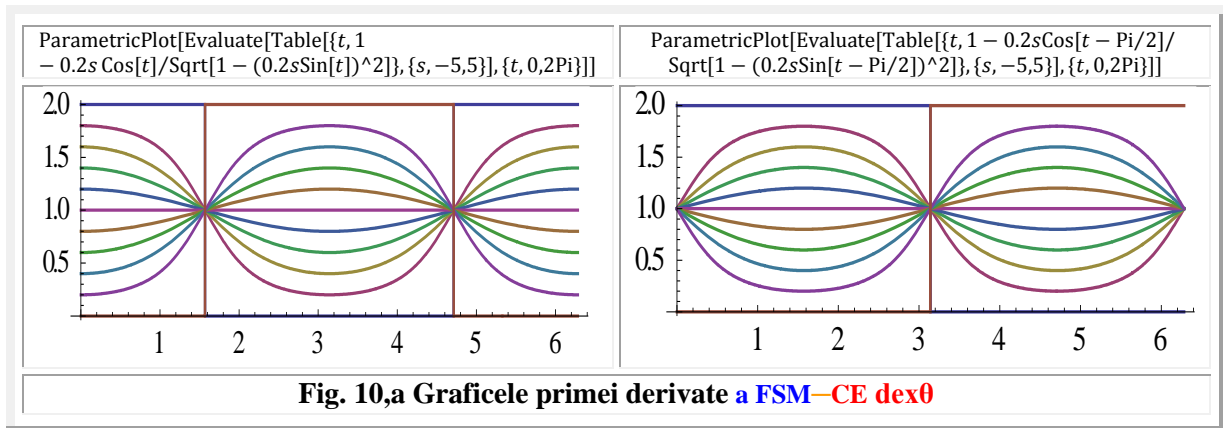 ParametricPlot[Evaluate[Table[{t, 1
− 0.2s Cos[t]/Sqrt[1 − (0.2sSin[t])^2]}, {s, −5,5}], {t, 0,2Pi}]]
ParametricPlot[Evaluate[Table[{t, 1 − 0.2sCos[t − Pi/2]/
Sqrt[1 − (0.2sSin[t − Pi/2])^2]}, {s, −5,5}], {t, 0,2Pi}]]
2.0
1.5
1.0
0.5
1 2 3 4 5 6
2.0
1.5
1.0
0.5
1 2 3 4 5 6
Fig. 10,a Graficele primei derivate a FSM—CE dexθ